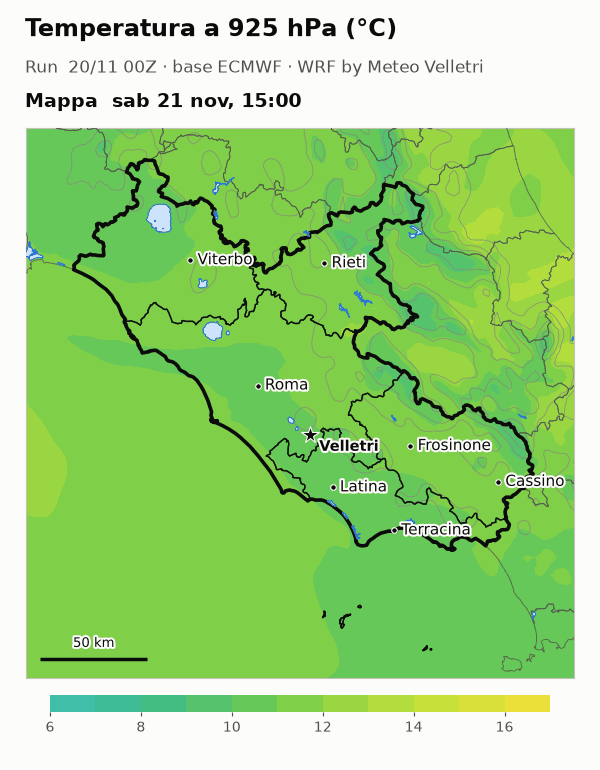 Temperatura a 925 hPa (°C)
Run  20/11 00Z · base ECMWF · WRF by Meteo Velletri
Mappa  sab 21 nov, 15:00
Viterbo
Rieti
Roma
Velletri
Frosinone
Latina
Cassino
Terracina
50 km
6 8 10 12 14 16